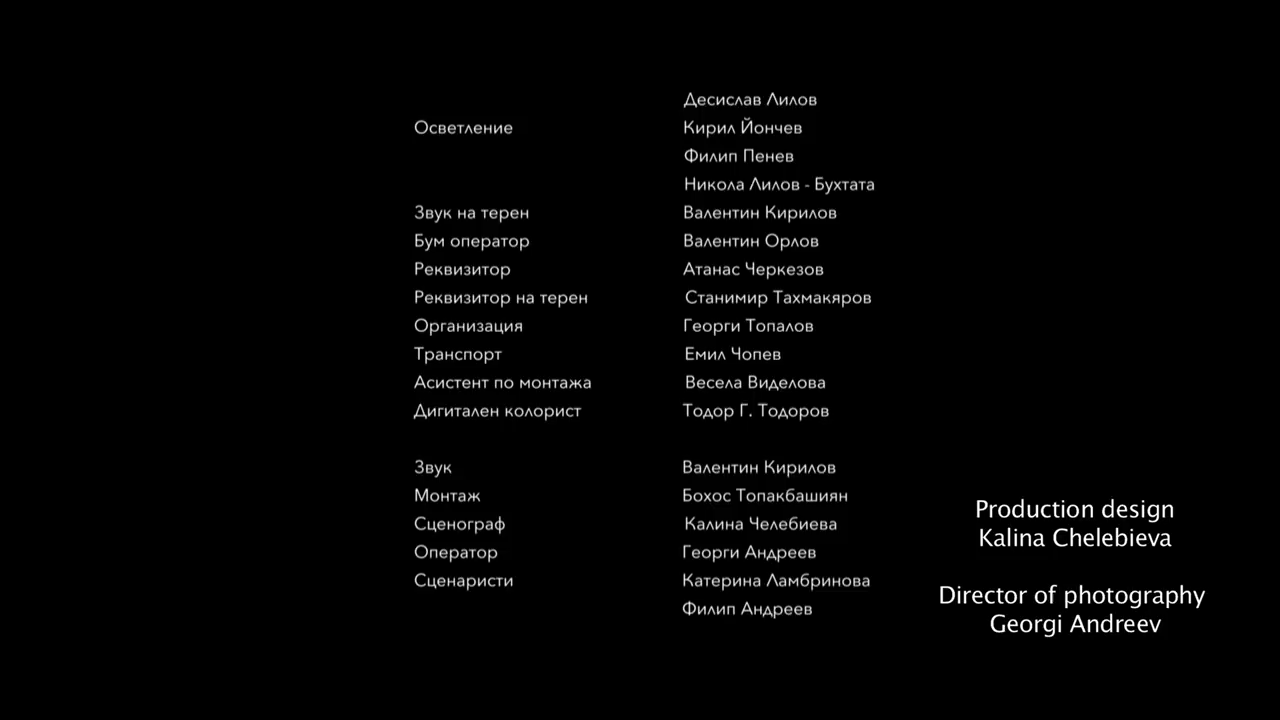 Десислав Лилов
Осветление Кирил Йончев
Филип Пенев
Никола Лилов - Бухтата
Звук на терен Валентин Кирилов
Бум оператор Валентин Орлов
Реквизитор Атанас Черкезов
Реквизитор на терен Станимир Тахмакяров
Организация Георги Топалов
Транспорт Емил Чопев
Асистент по монтажа Весела Виделова
Дигитален колорист Тодор Г. Тодоров
Звук Валентин Кирилов
Монтаж Бохос Топакбашиян
Сценограф Калина Челебиева
Оператор Георги Андреев
Сценаристи Катерина Ламбринова
Филип Андреев
Production design
Kalina Chelebieva
Director of photography
Georgi Andreev